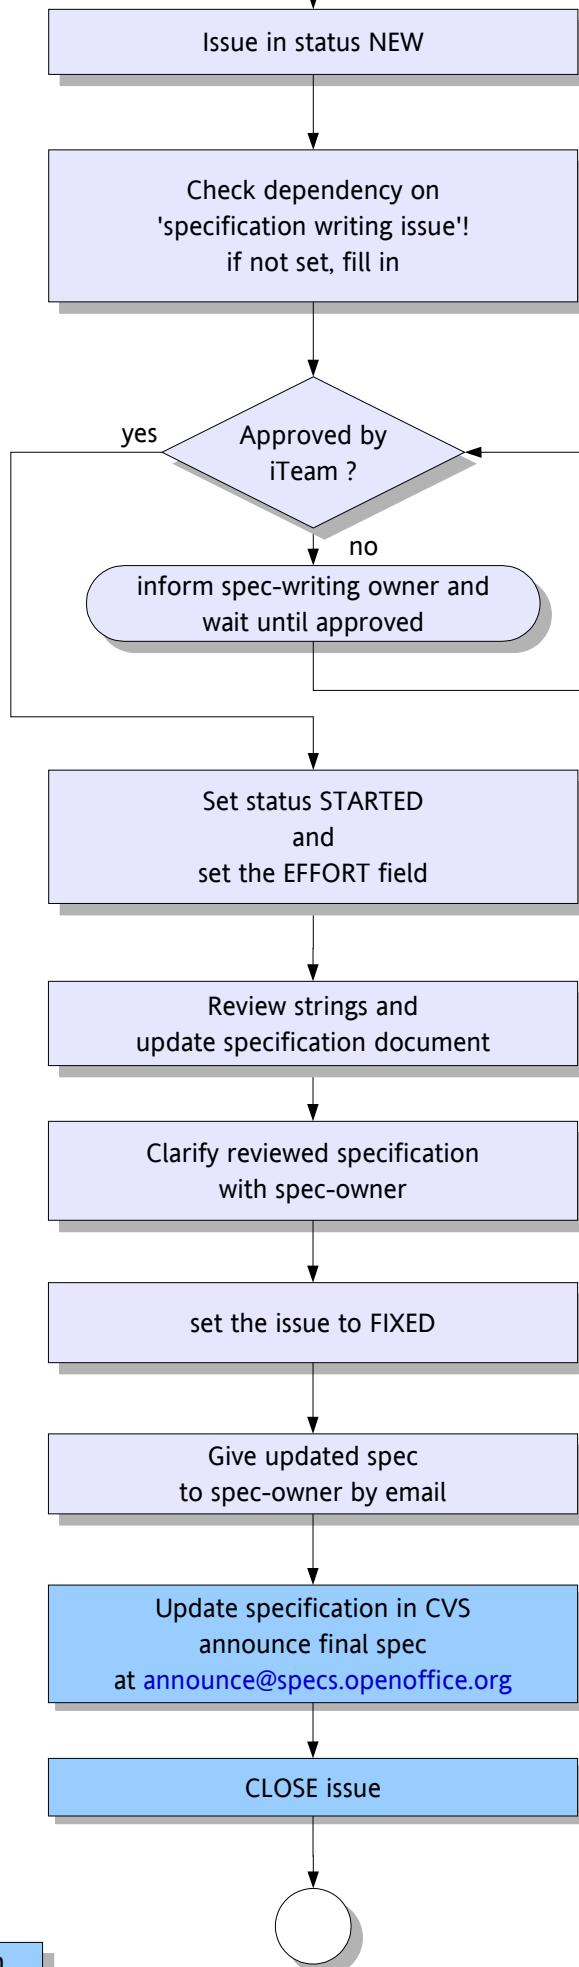 Issue in status NEW
Check dependency on
'specification writing issue'!
if not set, fill in
yes
Approved by
iTeam ?
no
inform spec-writing owner and
wait until approved
Set status STARTED
and
set the EFFORT field
Review strings and
update specification document
Clarify reviewed specification
with spec-owner
set the issue to FIXED
Give updated spec
to spec-owner by email
Update specification in CVS
announce final spec
at announce@specs.openoffice.org
CLOSE issue